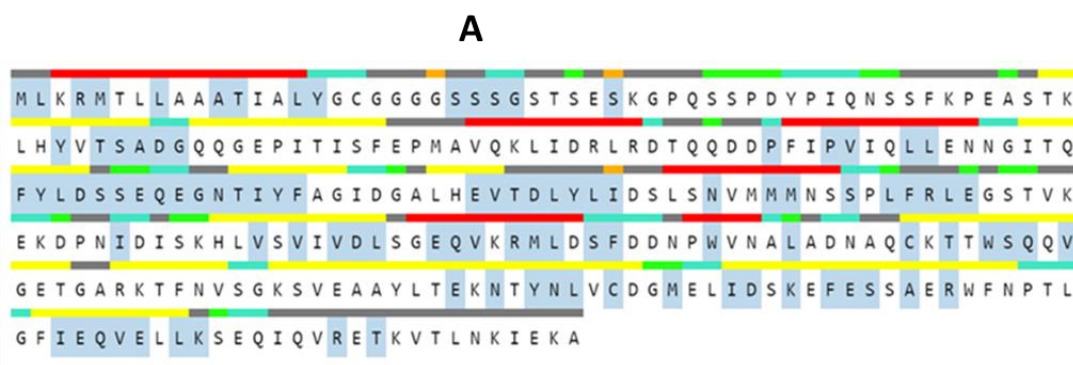 A
MLKRMTLLAAATIALYGCGGGGSSSGSTSESKGPQSSPDYPIQNSSFKPEASTK
LHYVTSADGQQGEPITISFEPMAVQKLIDRLRDTQQDDPFIPVIQLLENNGITQ
FYLDSSEQEGNTIYFAGIDGALHEVTDLYLIDSLSNVMMMNSSPLFRLEGSTVK
EKDPNIDISKHLVSVIVDLSGEQVKRMLDSFDDNPWVNALADNAQCKTTWSQQV
GETGARKTFNVSGKSVEAAYLTEKNTYNLVCDGMELIDSKEFESSAERWFNPTL
GFIEQVELLKSEQIQVRETKVTLNKIEKA